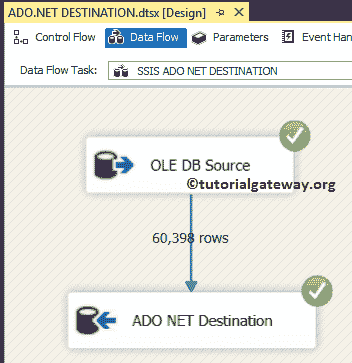 ADO.NET DESTINATION.dtsx [Design]
Control Flow Data Flow Parameters Event Han
Data Flow Task: SSIS ADO NET DESTINATION
OLE DB Source
©tutorialgateway.org
60,398 rows
ADO NET Destination